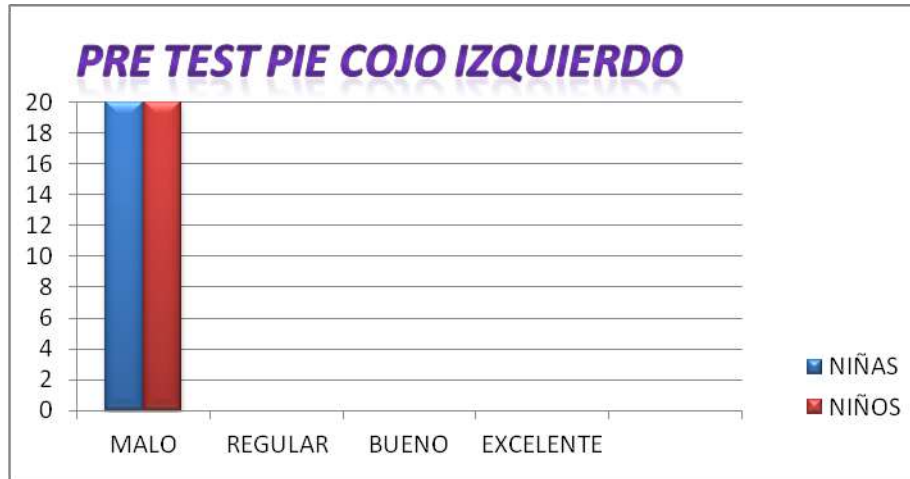 PRE TEST PIE COJO IZQUIERDO
20
18
16
14
12
10
8
6
4
2
0
MALO REGULAR BUENO EXCELENTE
NIÑAS
NIÑOS